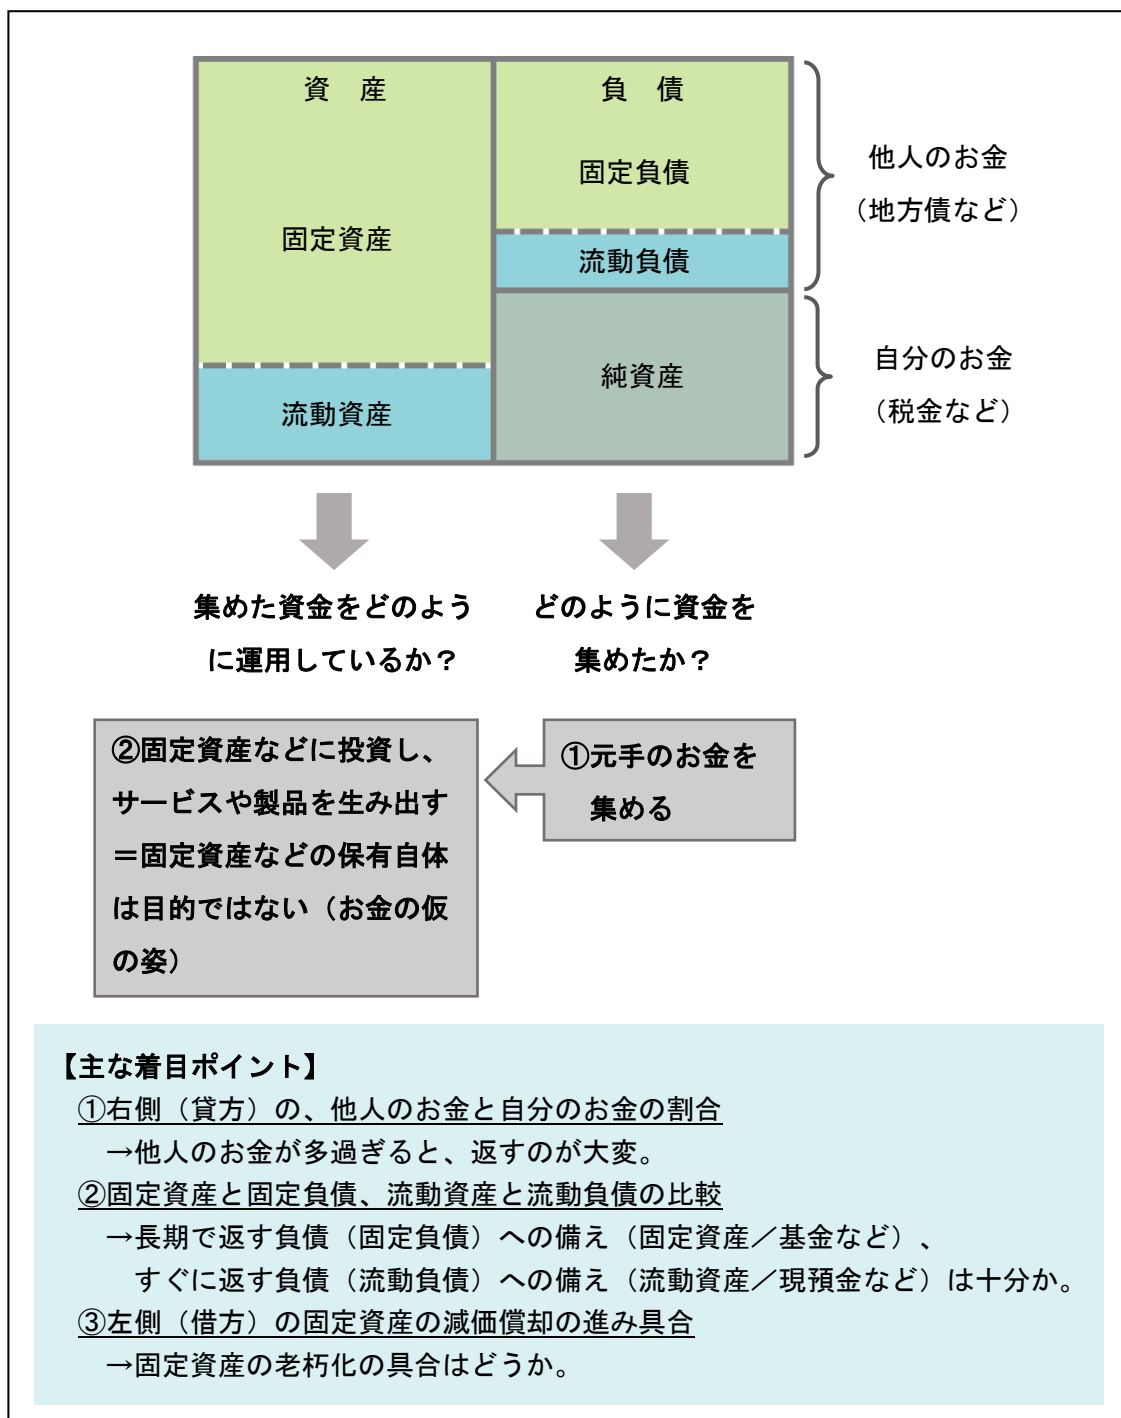 資　産
固定資産
流動資産
負　債
固定負債
流動負債
純資産
他人のお金
（地方債など）
自分のお金
（税金など）
集めた資金をどのよう
に運用しているか？
どのように資金を
集めたか？
②固定資産などに投資し、
サービスや製品を生み出す
＝固定資産などの保有自体
は目的ではない（お金の仮
の姿）
①元手のお金を
集める
【主な着目ポイント】
①右側（貸方）の、他人のお金と自分のお金の割合
→他人のお金が多過ぎると、返すのが大変。
②固定資産と固定負債、流動資産と流動負債の比較
→長期で返す負債（固定負債）への備え（固定資産／基金など）、
すぐに返す負債（流動負債）への備え（流動資産／現預金など）は十分か。
③左側（借方）の固定資産の減価償却の進み具合
→固定資産の老朽化の具合はどうか。